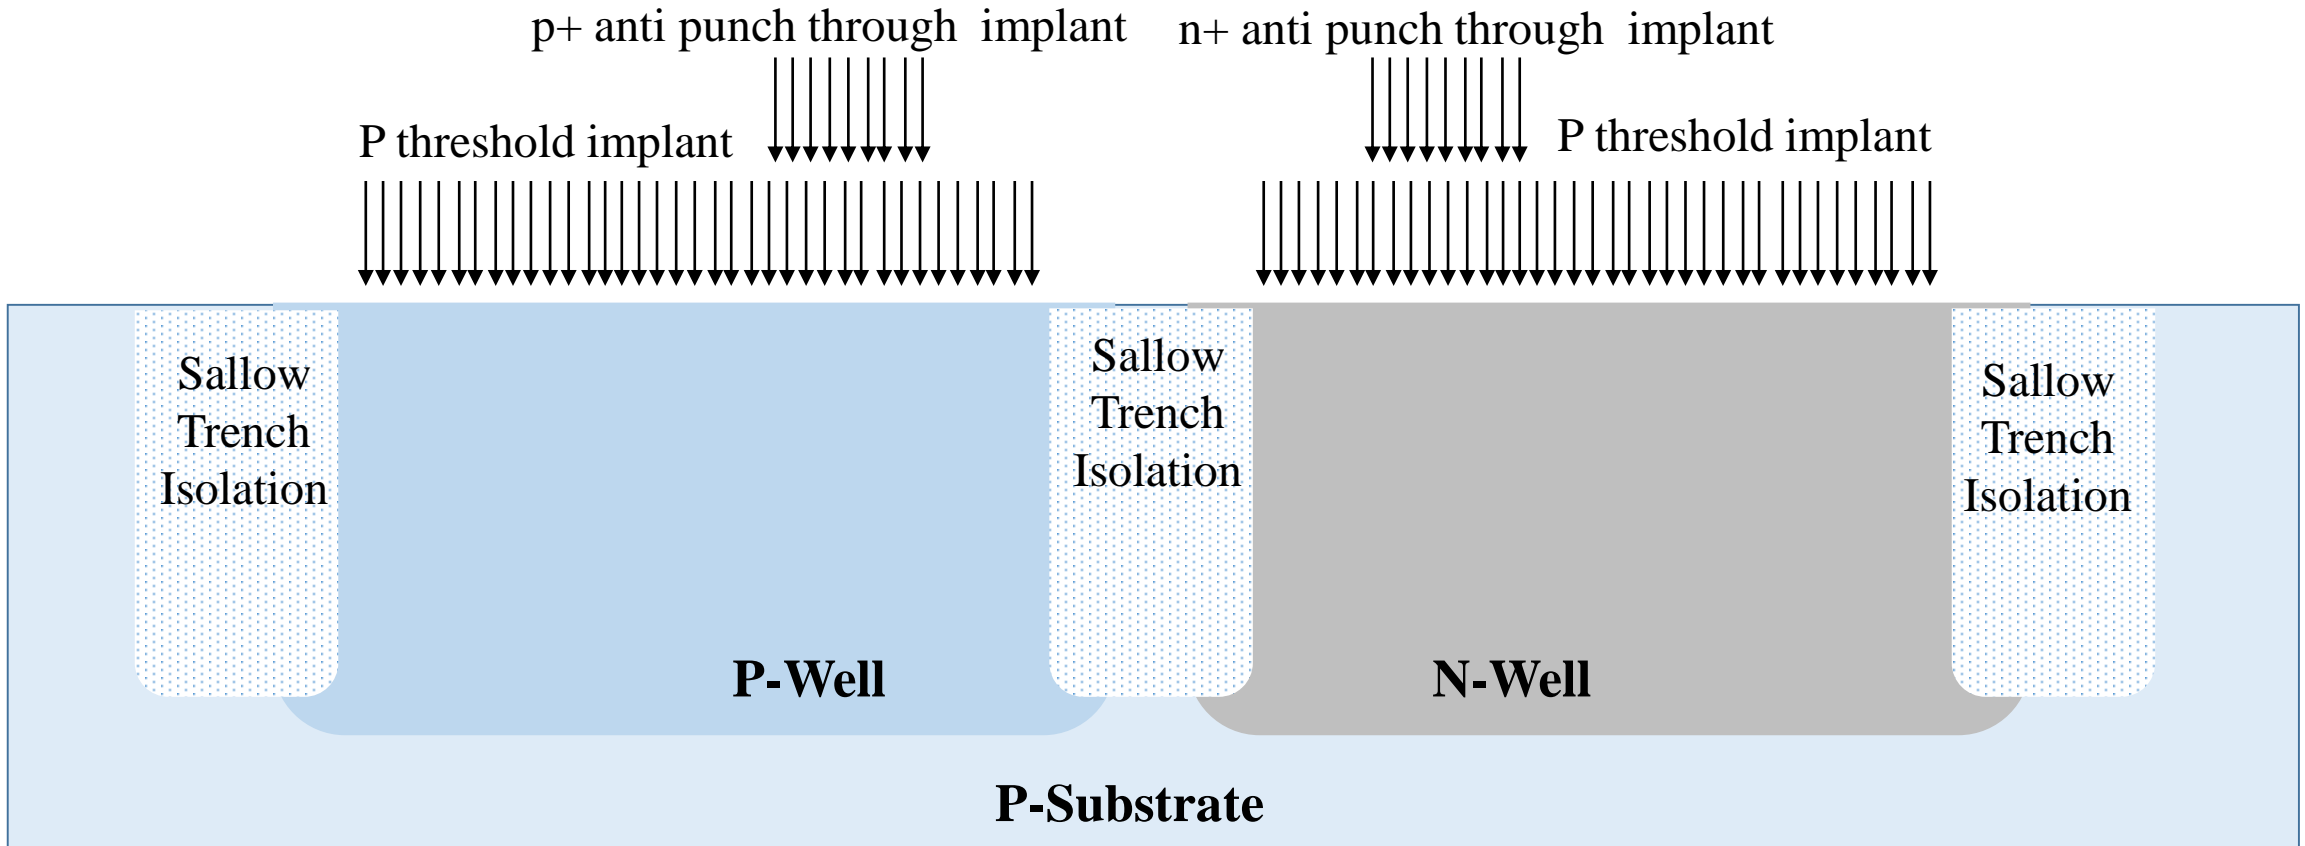 p+ anti punch through  implant
n+ anti punch through  implant
P threshold implant
P threshold implant
Sallow
Trench
Isolation
Sallow
Trench
Isolation
Sallow
Trench
Isolation
P-Well
N-Well
P-Substrate